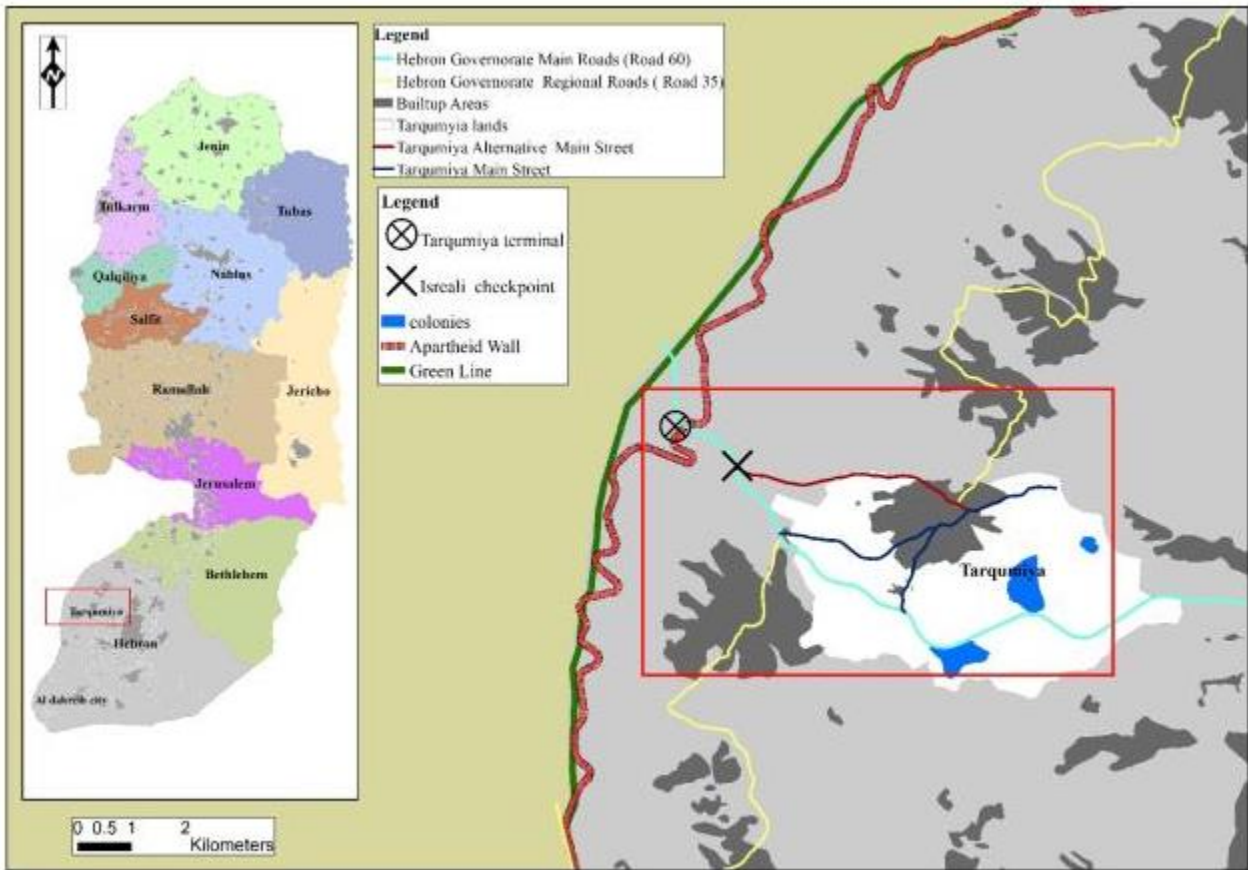 N
Jenin
Tulkarm
Tubas
Qalqiliya
Nablus
Salfit
Ramallah
Jericho
Jerusalem
Bethlehem
Tarqumiya
Hebron
Al daherih city
0 0.5 1 2
Kilometers
Legend
Hebron Governorate Main Roads (Road 60)
Hebron Governorate Regional Roads ( Road 35)
Builtup Areas
Tarqumyia lands
Tarqumiya Alternative Main Street
Tarqumiya Main Street
Legend
Tarqumiya terminal
Isreali checkpoint
colonies
Apartheid Wall
Green Line
Tarqumiya